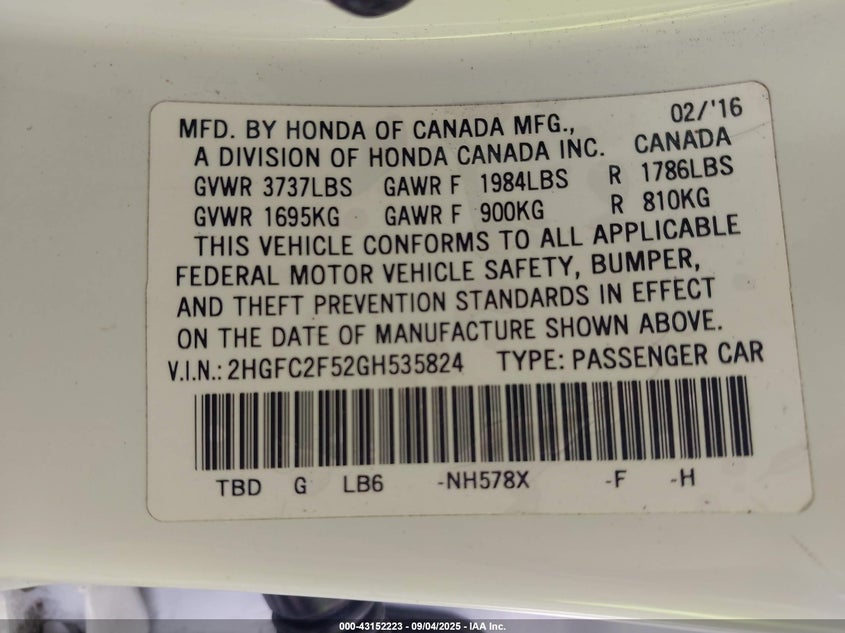 02/'16
MFD. BY HONDA OF CANADA MFG.,
A DIVISION OF HONDA CANADA INC. CANADA
GVWR 3737LBS GAWR F 1984LBS R 1786LBS
GVWR 1695KG GAWR F 900KG R 810KG
THIS VEHICLE CONFORMS TO ALL APPLICABLE
FEDERAL MOTOR VEHICLE SAFETY, BUMPER,
AND THEFT PREVENTION STANDARDS IN EFFECT
ON THE DATE OF MANUFACTURE SHOWN ABOVE.
V.I.N.: 2HGFC2F52GH535824 TYPE: PASSENGER CAR
TBD G LB6 -NH578X -F -H
000-43152223 | 09/04/2025 - IAA Inc.